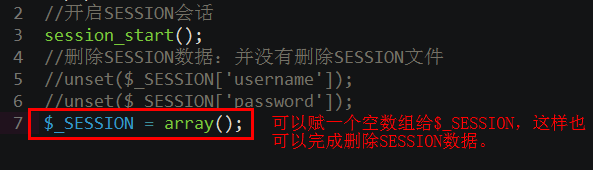 2 //开启SESSION会话
3 session_start();
4 //删除SESSION数据：并没有删除SESSION文件
5 //unset($_SESSION['username']);
6 //unset($_SESSION['password']);
7 $_SESSION = array();
可以赋一个空数组给$_SESSION，这样也
可以完成删除SESSION数据。